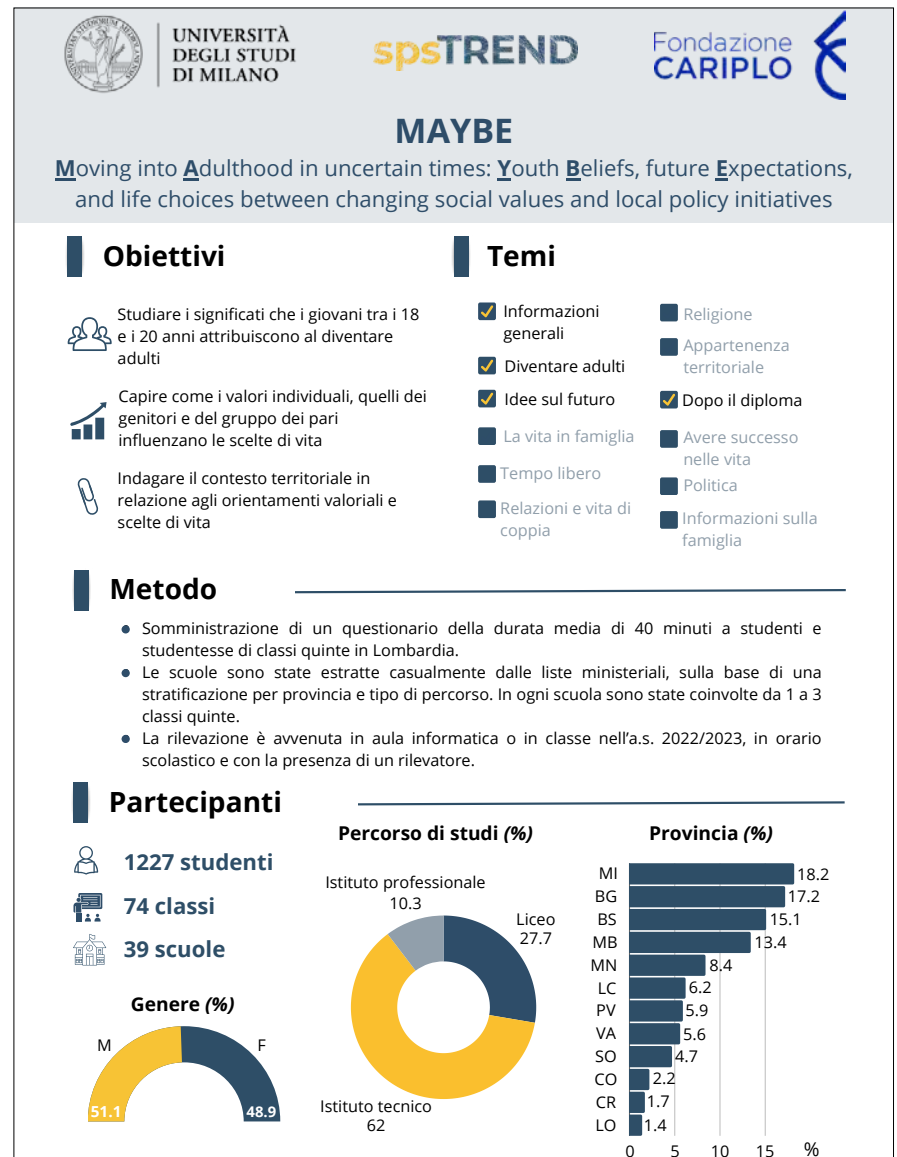 UNIVERSITÀ
DEGLI STUDI
DI MILANO
spsTREND
Fondazione
CARIPLO
MAYBE
Moving into Adulthood in uncertain times: Youth Beliefs, future Expectations,
and life choices between changing social values and local policy initiatives
Obiettivi
Studiare i significati che i giovani tra i 18
e i 20 anni attribuiscono al diventare
adulti
Capire come i valori individuali, quelli dei
genitori e del gruppo dei pari
influenzano le scelte di vita
Indagare il contesto territoriale in
relazione agli orientamenti valoriali e
scelte di vita
Temi
Informazioni
generali
Diventare adulti
Idee sul futuro
La vita in famiglia
Tempo libero
Relazioni e vita di
coppia
Religione
Appartenenza
territoriale
Dopo il diploma
Avere successo
nelle vita
Politica
Informazioni sulla
famiglia
Metodo
Somministrazione di un questionario della durata media di 40 minuti a studenti e
studentesse di classi quinte in Lombardia.
Le scuole sono state estratte casualmente dalle liste ministeriali, sulla base di una
stratificazione per provincia e tipo di percorso. In ogni scuola sono state coinvolte da 1 a 3
classi quinte.
La rilevazione è avvenuta in aula informatica o in classe nell'a.s. 2022/2023, in orario
scolastico e con la presenza di un rilevatore.
Partecipanti
1227 studenti
74 classi
39 scuole
Genere (%)
M
F
51.1
48.9
Percorso di studi (%)
Istituto professionale
10.3
Liceo
27.7
Istituto tecnico
62
Provincia (%)
MI 18.2
BG 17.2
BS 15.1
MB 13.4
MN 8.4
LC 6.2
PV 5.9
VA 5.6
SO 4.7
CO 2.2
CR 1.7
LO 1.4
0 5 10 15 %